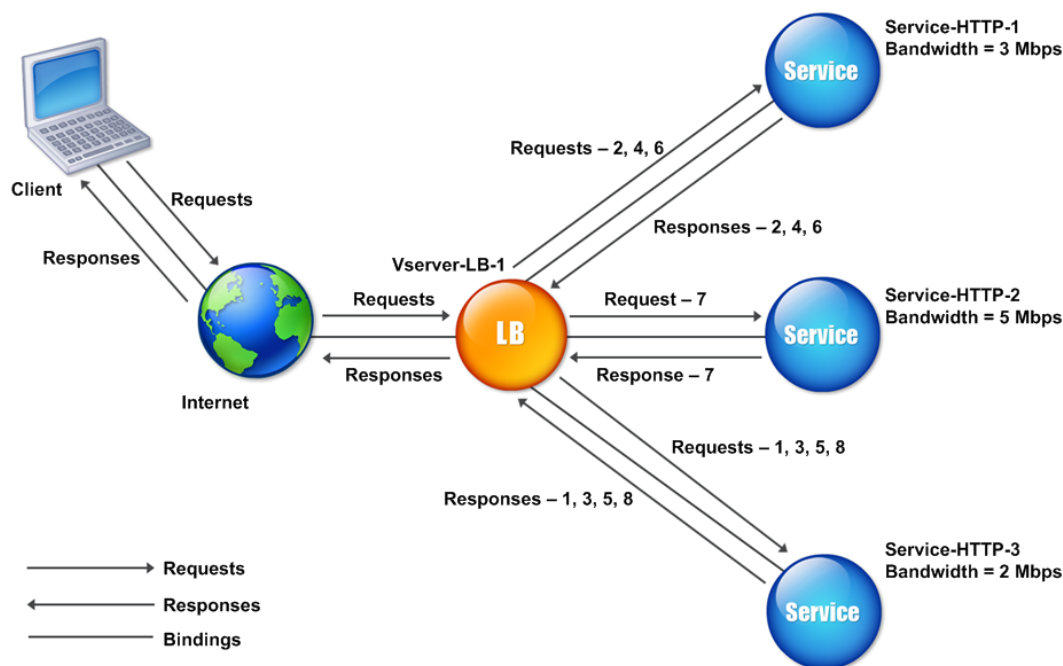 Service-HTTP-1
Bandwidth = 3 Mbps
Service
Requests – 2, 4, 6
Client
Requests
Responses
Responses – 2, 4, 6
Vserver-LB-1
Service-HTTP-2
Bandwidth = 5 Mbps
Requests
Request – 7
LB
Service
Responses
Response – 7
Internet
Requests – 1, 3, 5, 8
Responses – 1, 3, 5, 8
Service-HTTP-3
Bandwidth = 2 Mbps
Service
Requests
Responses
Bindings